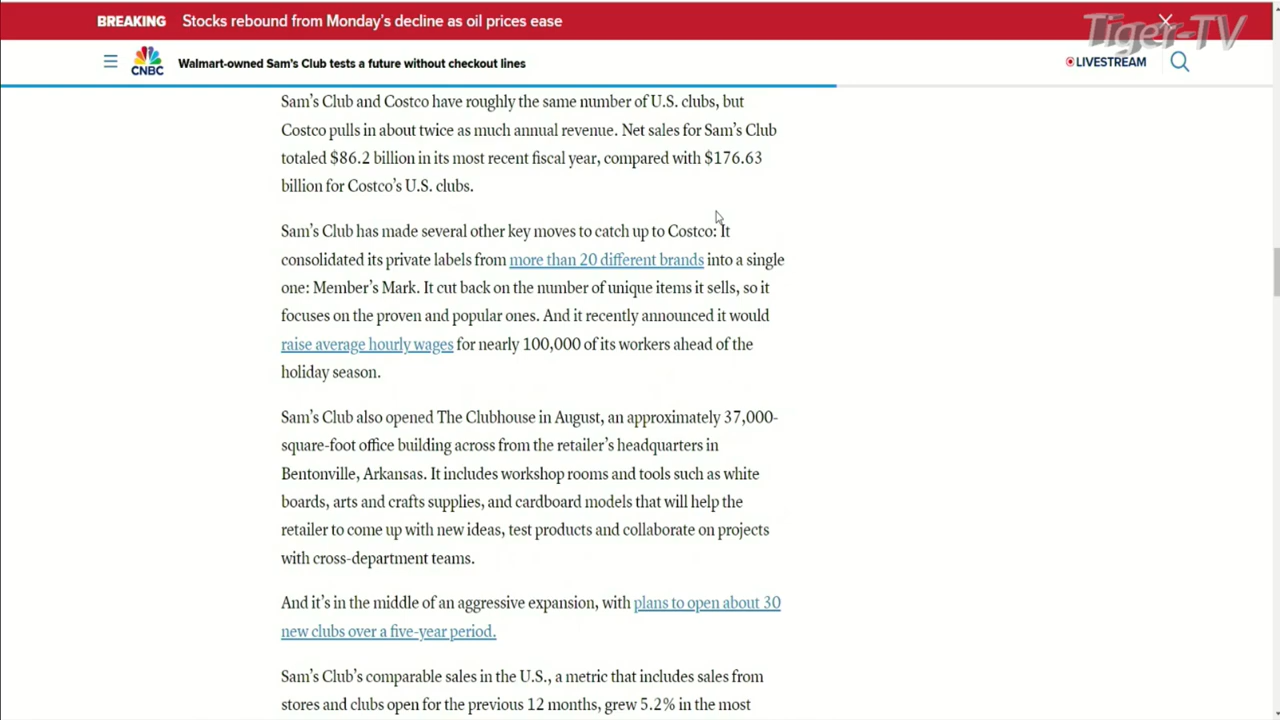 BREAKING Stocks rebound from Monday's decline as oil prices ease
Tiger-TV
CNBC
Walmart-owned Sam's Club tests a future without checkout lines
LIVESTREAM
Sam's Club and Costco have roughly the same number of U.S. clubs, but
Costco pulls in about twice as much annual revenue. Net sales for Sam's Club
totaled $86.2 billion in its most recent fiscal year, compared with $176.63
billion for Costco's U.S. clubs.
Sam's Club has made several other key moves to catch up to Costco: It
consolidated its private labels from more than 20 different brands into a single
one: Member's Mark. It cut back on the number of unique items it sells, so it
focuses on the proven and popular ones. And it recently announced it would
raise average hourly wages for nearly 100,000 of its workers ahead of the
holiday season.
Sam's Club also opened The Clubhouse in August, an approximately 37,000-
square-foot office building across from the retailer's headquarters in
Bentonville, Arkansas. It includes workshop rooms and tools such as white
boards, arts and crafts supplies, and cardboard models that will help the
retailer to come up with new ideas, test products and collaborate on projects
with cross-department teams.
And it's in the middle of an aggressive expansion, with plans to open about 30
new clubs over a five-year period.
Sam's Club's comparable sales in the U.S., a metric that includes sales from
stores and clubs open for the previous 12 months, grew 5.2% in the most